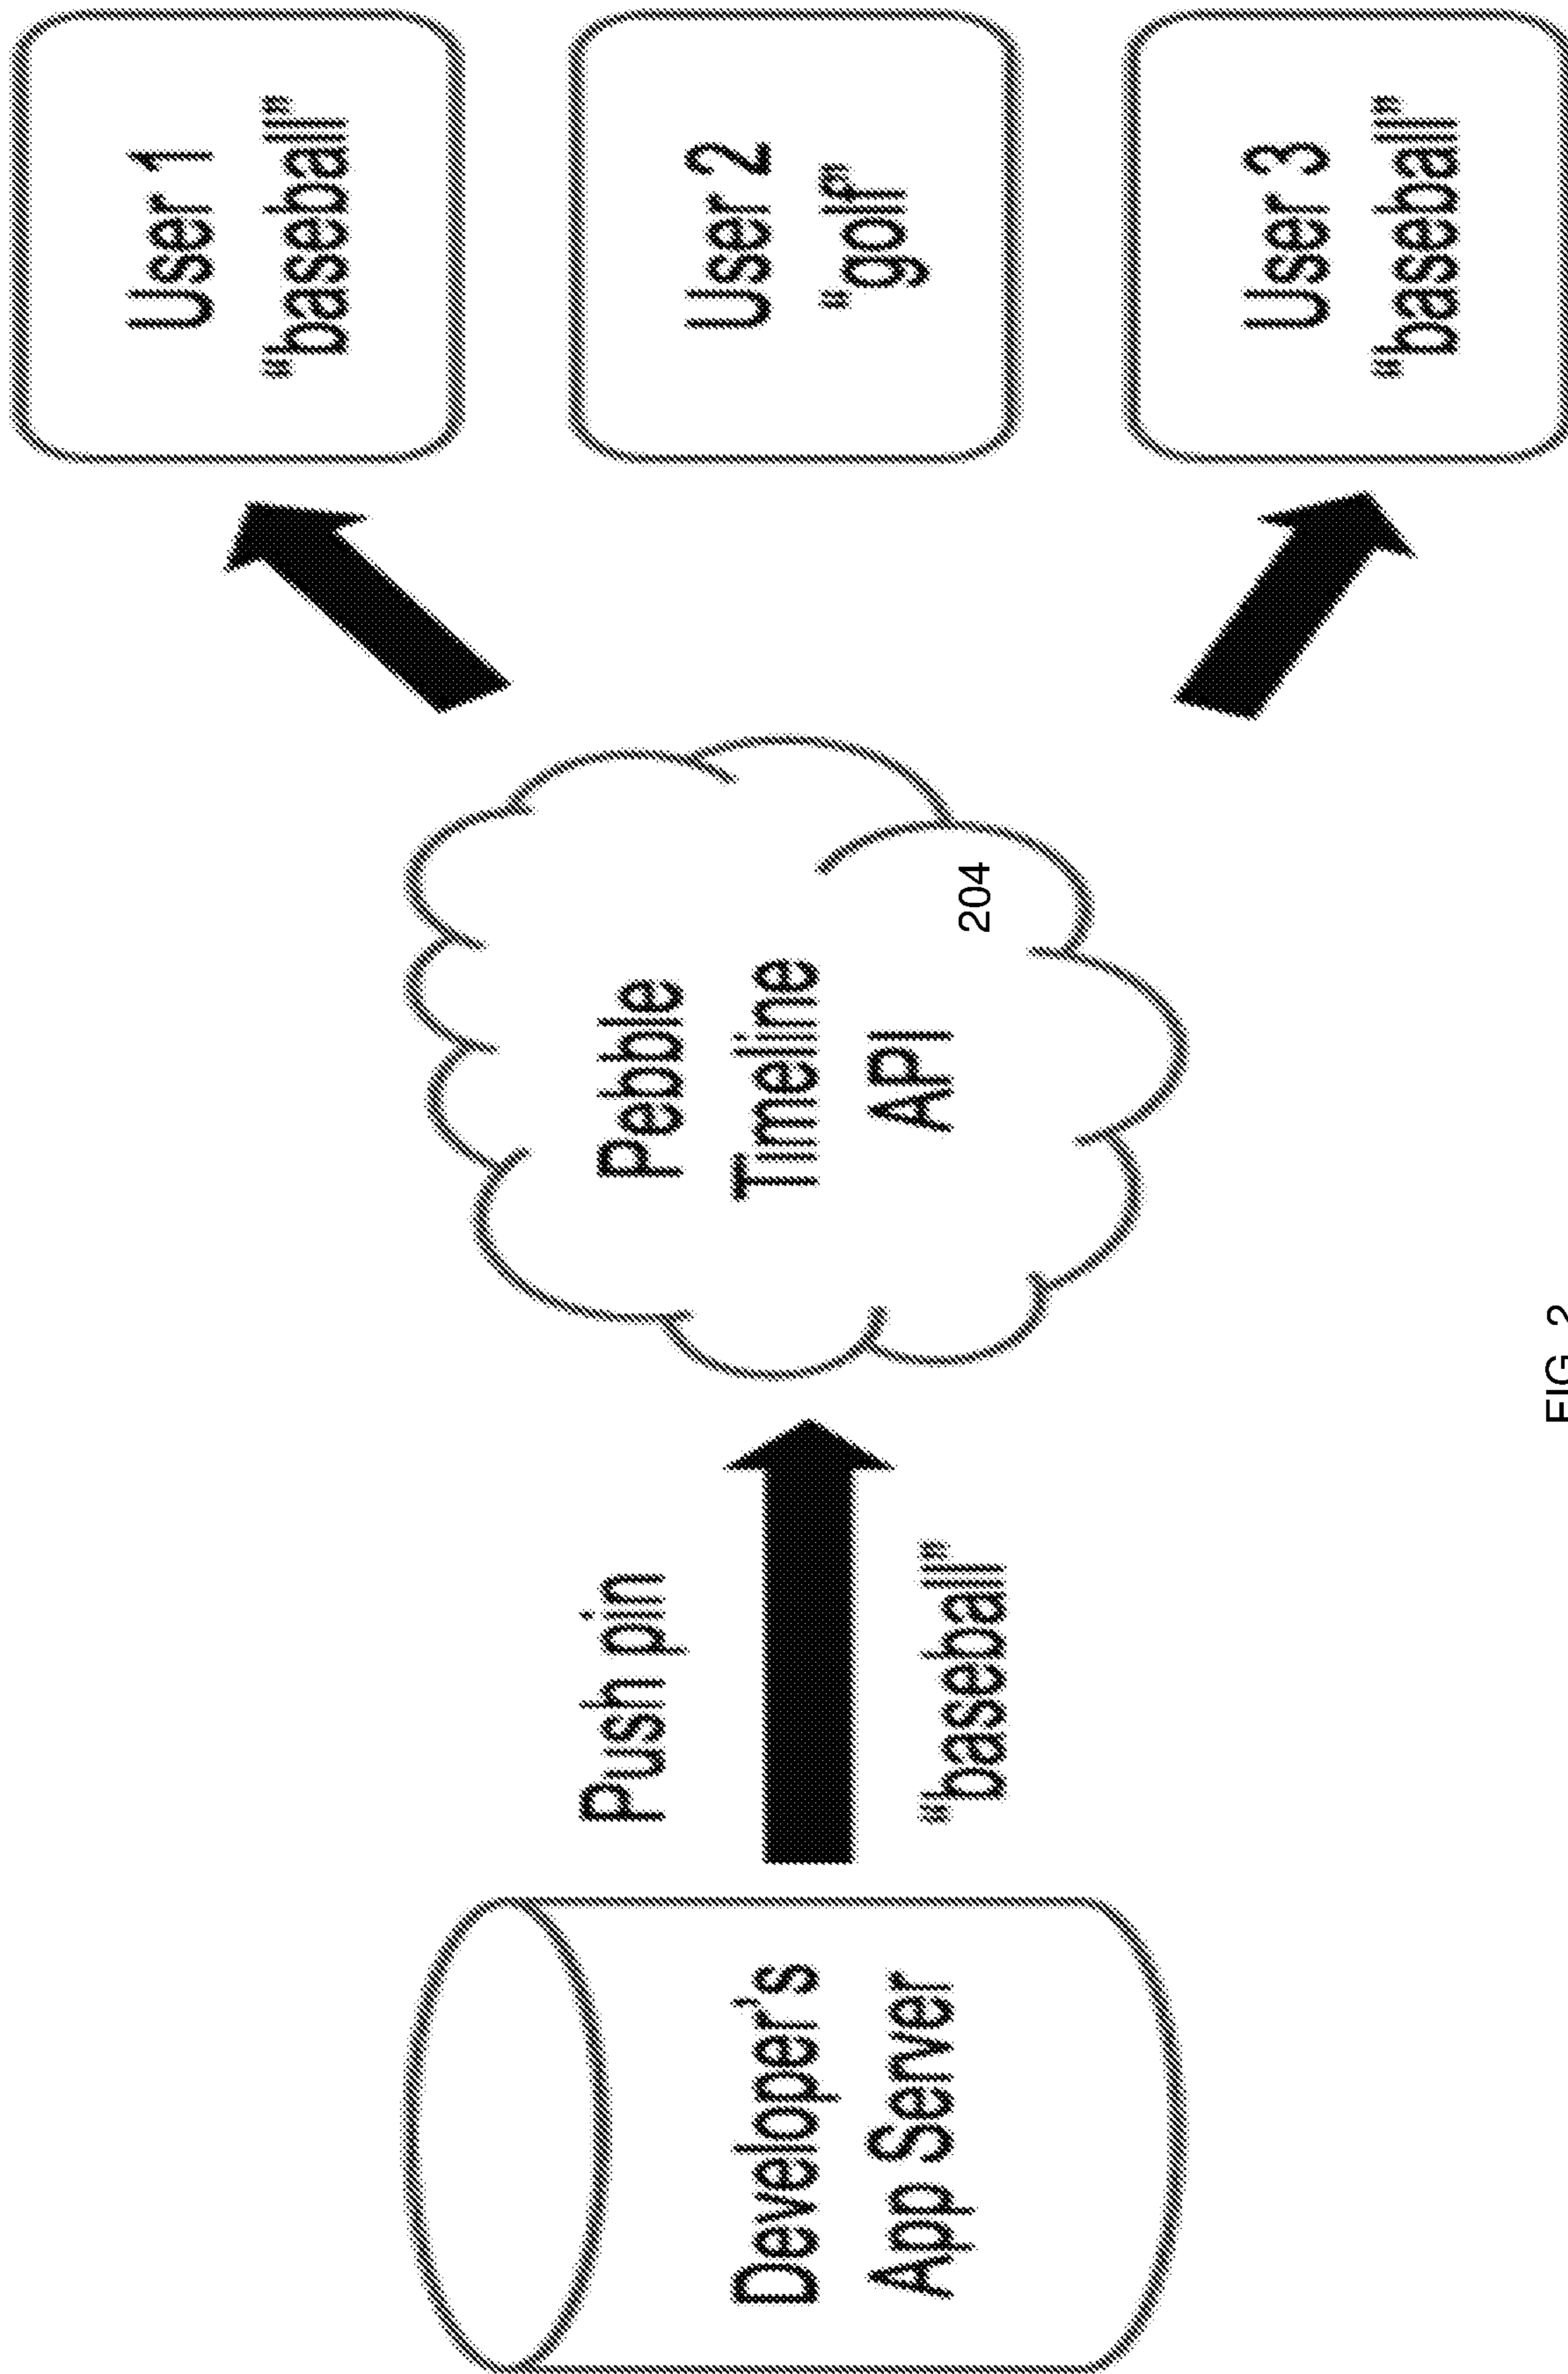 Developer's
App Server
Push pin
"baseball"
Pebble
Timeline
API
204
User 1
"baseball"
User 2
"golf"
User 3
"baseball"
FIG. 2